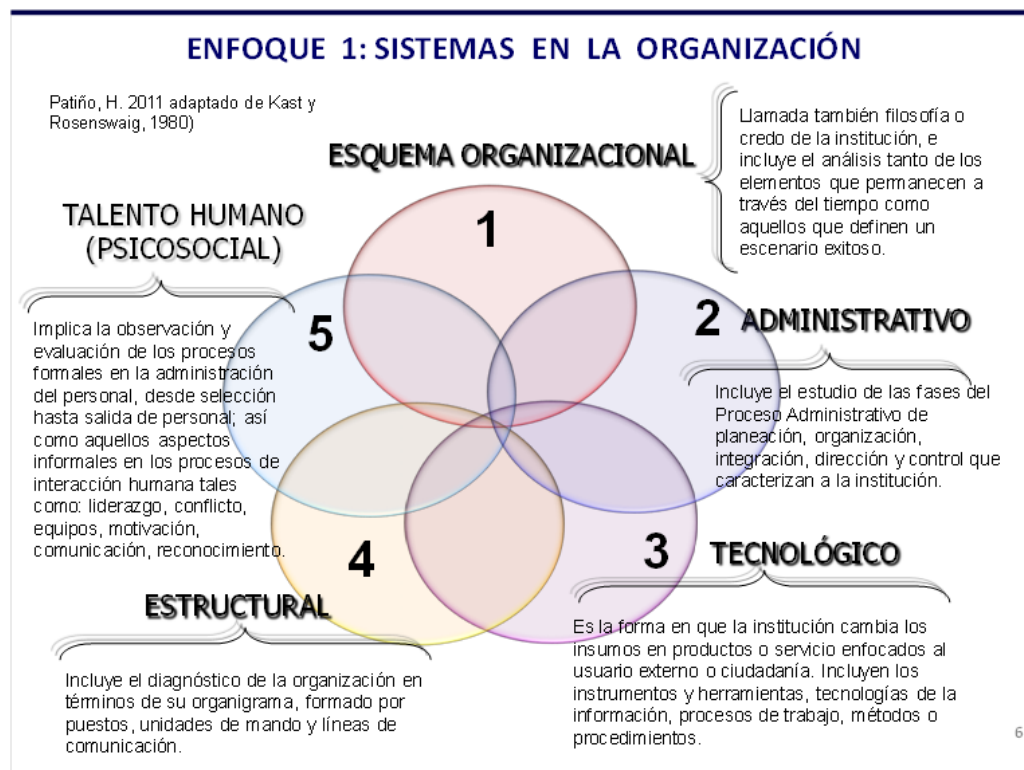 ENFOQUE 1: SISTEMAS EN LA ORGANIZACIÓN
Patiño, H. 2011 adaptado de Kast y
Rosenswaig, 1980)
ESQUEMA ORGANIZACIONAL
1
Llamada también filosofía o
credo de la institución, e
incluye el análisis tanto de los
elementos que permanecen a
través del tiempo como
aquellos que definen un
escenario exitoso.
2
ADMINISTRATIVO
Incluye el estudio de las fases del
Proceso Administrativo de
planeación, organización,
integración, dirección y control que
caracterizan a la institución.
3
TECNOLÓGICO
Es la forma en que la institución cambia los
insumos en productos o servicio enfocados al
usuario externo o ciudadanía. Incluyen los
instrumentos y herramientas, tecnologías de la
información, procesos de trabajo, métodos o
procedimientos.
4
ESTRUCTURAL
Incluye el diagnóstico de la organización en
términos de su organigrama, formado por
puestos, unidades de mando y líneas de
comunicación.
5
TALENTO HUMANO
(PSICOSOCIAL)
Implica la observación y
evaluación de los procesos
formales en la administración
del personal, desde selección
hasta salida de personal; así
como aquellos aspectos
informales en los procesos de
interacción humana tales
como: liderazgo, conflicto,
equipos, motivación,
comunicación, reconocimiento.
6